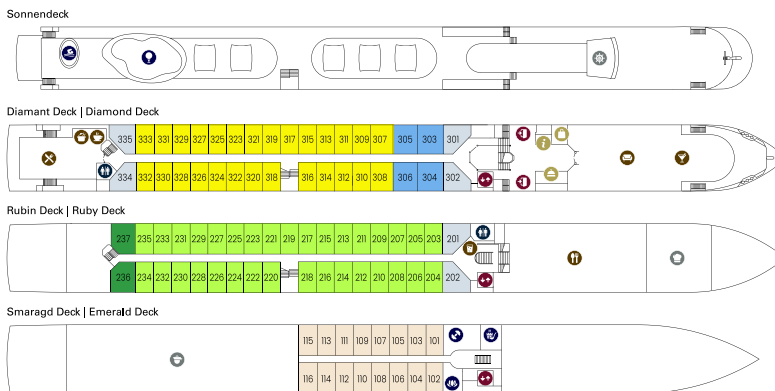 Sonnendeck
Diamant Deck | Diamond Deck
335 333 331 329 327 325 323 321 319 317 315 313 311 309 307 305 303 301
334 332 330 328 326 324 322 320 318 316 314 312 310 308 306 304 302
Rubin Deck | Ruby Deck
237 235 233 231 229 227 225 223 221 219 217 215 213 211 209 207 205 203 201
236 234 232 230 228 226 224 222 220 218 216 214 212 210 208 206 204 202
Smaragd Deck | Emerald Deck
115 113 111 109 107 105 103 101
116 114 112 110 108 106 104 102